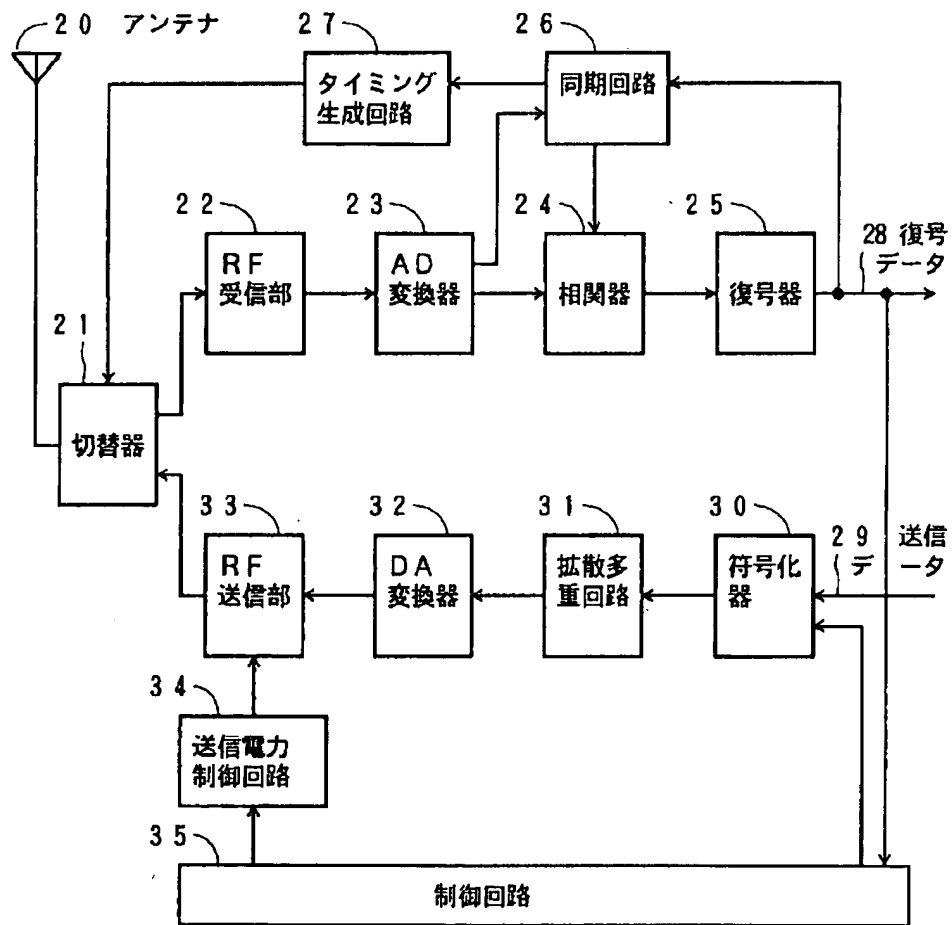 20 アンテナ
27
26
タイミング
生成回路
同期回路
22
23
24
25
28 復号
データ
RF
受信部
AD
変換器
相関器
復号器
21
切替器
33
32
31
30
29 送信
データ
RF
送信部
DA
変換器
拡散多
重回路
符号化
器
34
送信電力
制御回路
35
制御回路